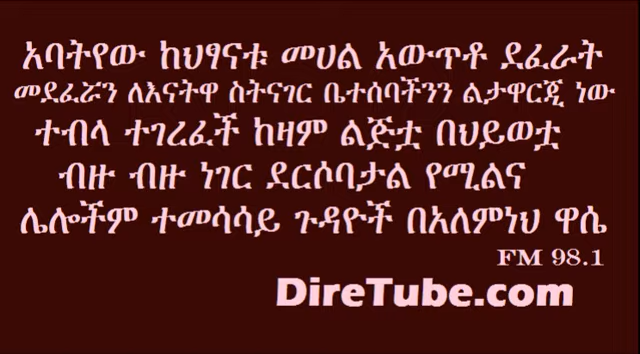 አባትየው ከህፃናቱ መሀል አውጥቶ ደፈራት
መደፈሯን ለእናትዋ ስትናገር ቤተሰባችንን ልታዋርጂ ነው
ተብላ ተገረፈች ከዛም ልጅቷ በህይወቷ
ብዙ ብዙ ነገር ደርሶባታል የሚልና
ሌሎችም ተመሳሳይ ጉዳዮች በአለምነህ ዋሴ
FM 98.1
DireTube.com